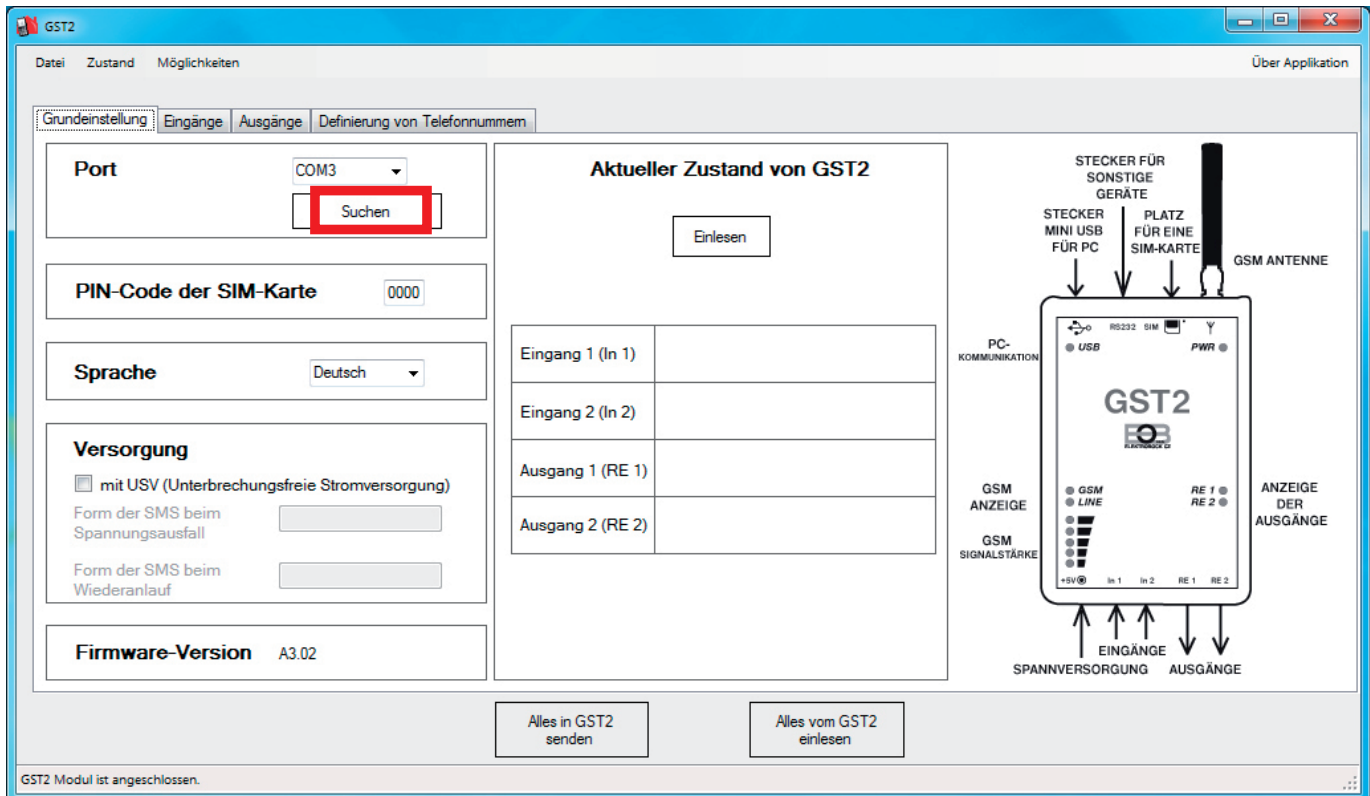 GST2
Datei Zustand Möglichkeiten Über Applikation
Grundeinstellung Eingänge Ausgänge Definierung von Telefonnummern
Port COM3
Suchen
PIN-Code der SIM-Karte 0000
Sprache Deutsch
Versorgung
mit USV (Unterbrechungsfreie Stromversorgung)
Form der SMS beim
Spannungsausfall
Form der SMS beim
Wiederanlauf
Firmware-Version A3.02
Aktueller Zustand von GST2
Einlesen
Eingang 1 (In 1)
Eingang 2 (In 2)
Ausgang 1 (RE 1)
Ausgang 2 (RE 2)
STECKER FÜR
SONSTIGE
GERÄTE
STECKER
MINI USB
FÜR PC
PLATZ
FÜR EINE
SIM-KARTE
GSM ANTENNE
RS232 SIM
PC-
KOMMUNIKATION
USB PWR
GST2
ELEKTROBOCK CZ
GSM
ANZEIGE
GSM
LINE
RE 1
RE 2
ANZEIGE
DER
AUSGÄNGE
GSM
SIGNALSTÄRKE
+5V In 1 In 2 RE 1 RE 2
EINGÄNGE
SPANNVERSORGUNG AUSGÄNGE
Alles in GST2
senden
Alles vom GST2
einlesen
GST2 Modul ist angeschlossen.